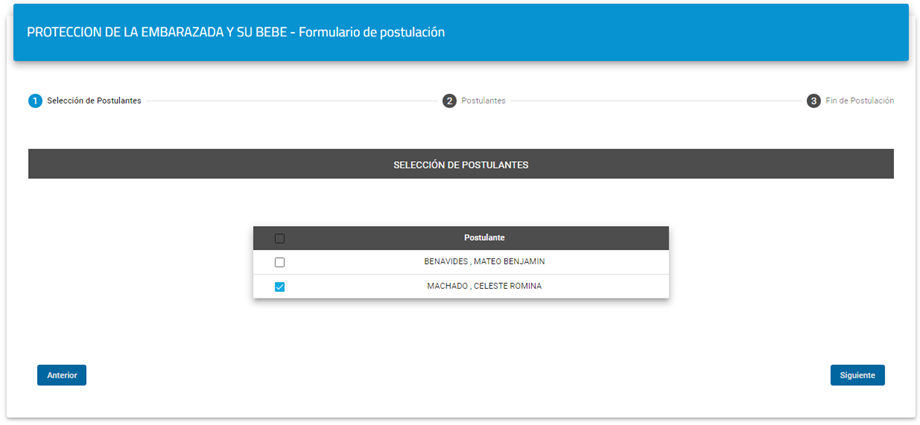 PROTECCION DE LA EMBARAZADA Y SU BEBE - Formulario de postulación
1 Selección de Postulantes 2 Postulantes 3 Fin de Postulación
SELECCIÓN DE POSTULANTES
Postulante
BENAVIDES , MATEO BENJAMIN
MACHADO , CELESTE ROMINA
Anterior Siguiente